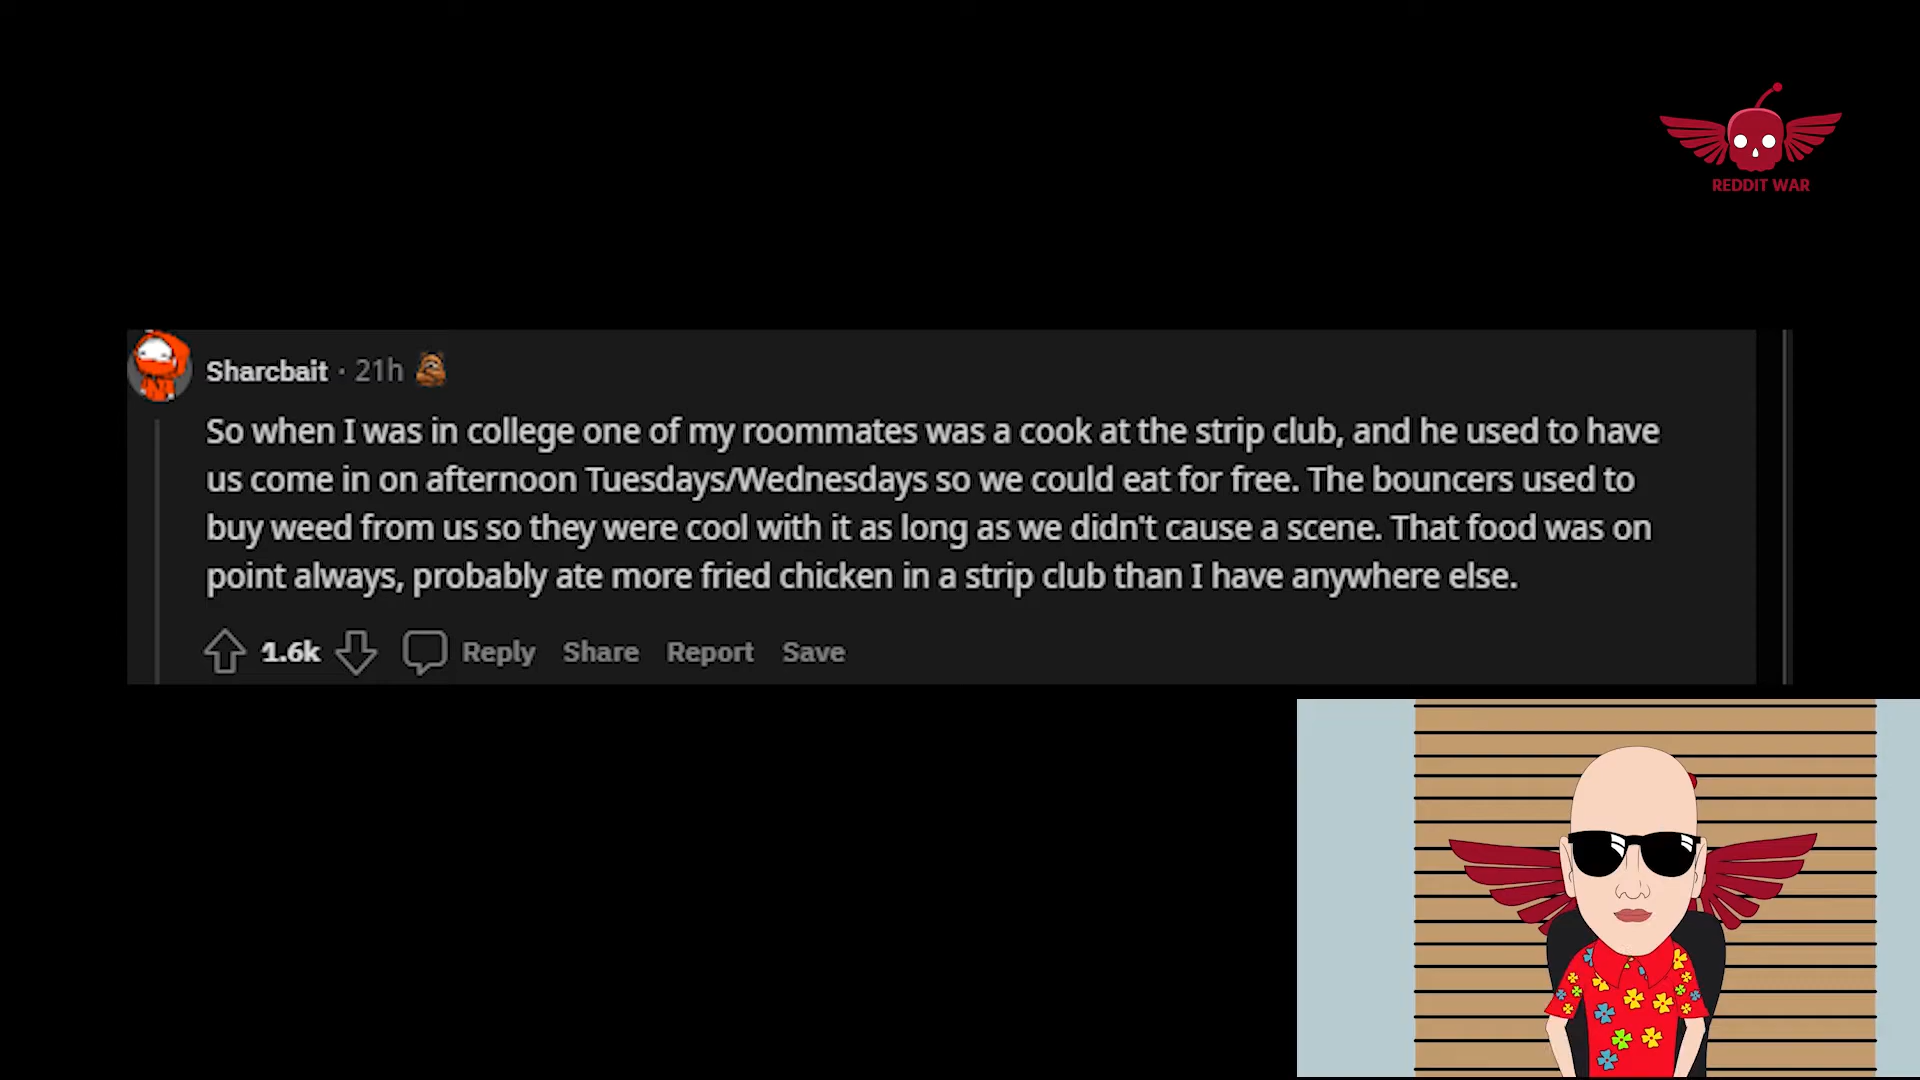 REDDIT WAR
Sharcbait · 21h
So when I was in college one of my roommates was a cook at the strip club, and he used to have
us come in on afternoon Tuesdays/Wednesdays so we could eat for free. The bouncers used to
buy weed from us so they were cool with it as long as we didn't cause a scene. That food was on
point always, probably ate more fried chicken in a strip club than I have anywhere else.
1.6k Reply Share Report Save